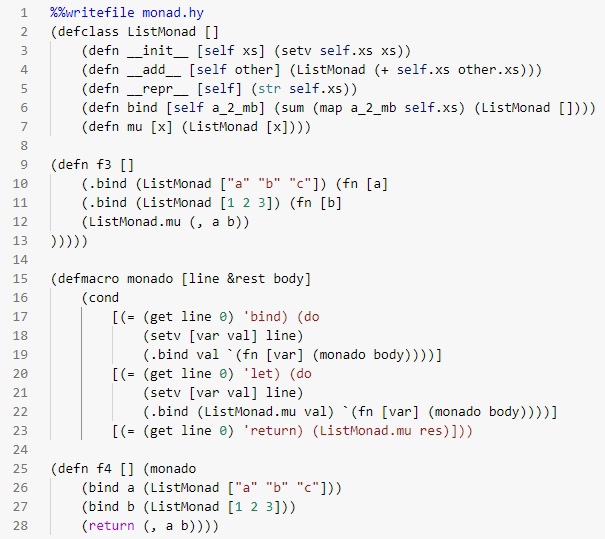 1 %%writefile monad.hy
2 (defclass ListMonad []
3     (defn __init__ [self xs] (setv self.xs xs))
4     (defn __add__ [self other] (ListMonad (+ self.xs other.xs)))
5     (defn __repr__ [self] (str self.xs))
6     (defn bind [self a_2_mb] (sum (map a_2_mb self.xs) (ListMonad [])))
7     (defn mu [x] (ListMonad [x])))
8
9 (defn f3 []
10     (.bind (ListMonad ["a" "b" "c"]) (fn [a]
11     (.bind (ListMonad [1 2 3]) (fn [b]
12     (ListMonad.mu (, a b))
13 )))))
14
15 (defmacro monado [line &rest body]
16     (cond
17         [(= (get line 0) 'bind) (do
18             (setv [var val] line)
19             (.bind val `(fn [var] (monado body))))]
20         [(= (get line 0) 'let) (do
21             (setv [var val] line)
22             (.bind (ListMonad.mu val) `(fn [var] (monado body))))]
23         [(= (get line 0) 'return) (ListMonad.mu res)]))
24
25 (defn f4 [] (monado
26     (bind a (ListMonad ["a" "b" "c"]))
27     (bind b (ListMonad [1 2 3]))
28     (return (, a b))))